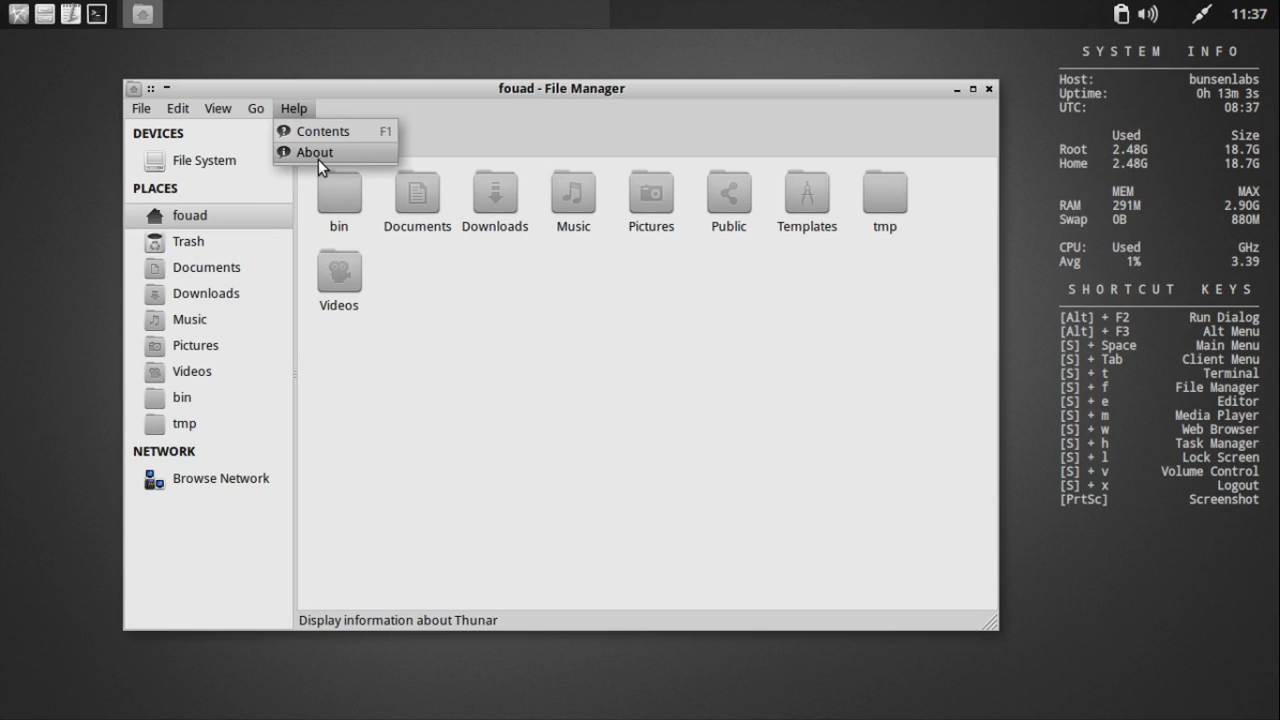 11:37
fouad - File Manager
File Edit View Go Help
Contents F1
About
DEVICES
File System
PLACES
fouad
Trash
Documents
Downloads
Music
Pictures
Videos
bin
tmp
NETWORK
Browse Network
bin Documents Downloads Music Pictures Public Templates tmp
Videos
Display information about Thunar
SYSTEM INFO
Host: bunsenlabs
Uptime: 0h 13m 3s
UTC: 08:37
Used Size
Root 2.48G 18.7G
Home 2.48G 18.7G
MEM MAX
RAM 291M 2.90G
Swap 0B 880M
CPU: Used GHz
Avg 1% 3.39
SHORTCUT KEYS
[Alt] + F2 Run Dialog
[Alt] + F3 Alt Menu
[S] + Space Main Menu
[S] + Tab Client Menu
[S] + t Terminal
[S] + f File Manager
[S] + e Editor
[S] + m Media Player
[S] + w Web Browser
[S] + h Task Manager
[S] + l Lock Screen
[S] + v Volume Control
[S] + x Logout
[PrtSc] Screenshot